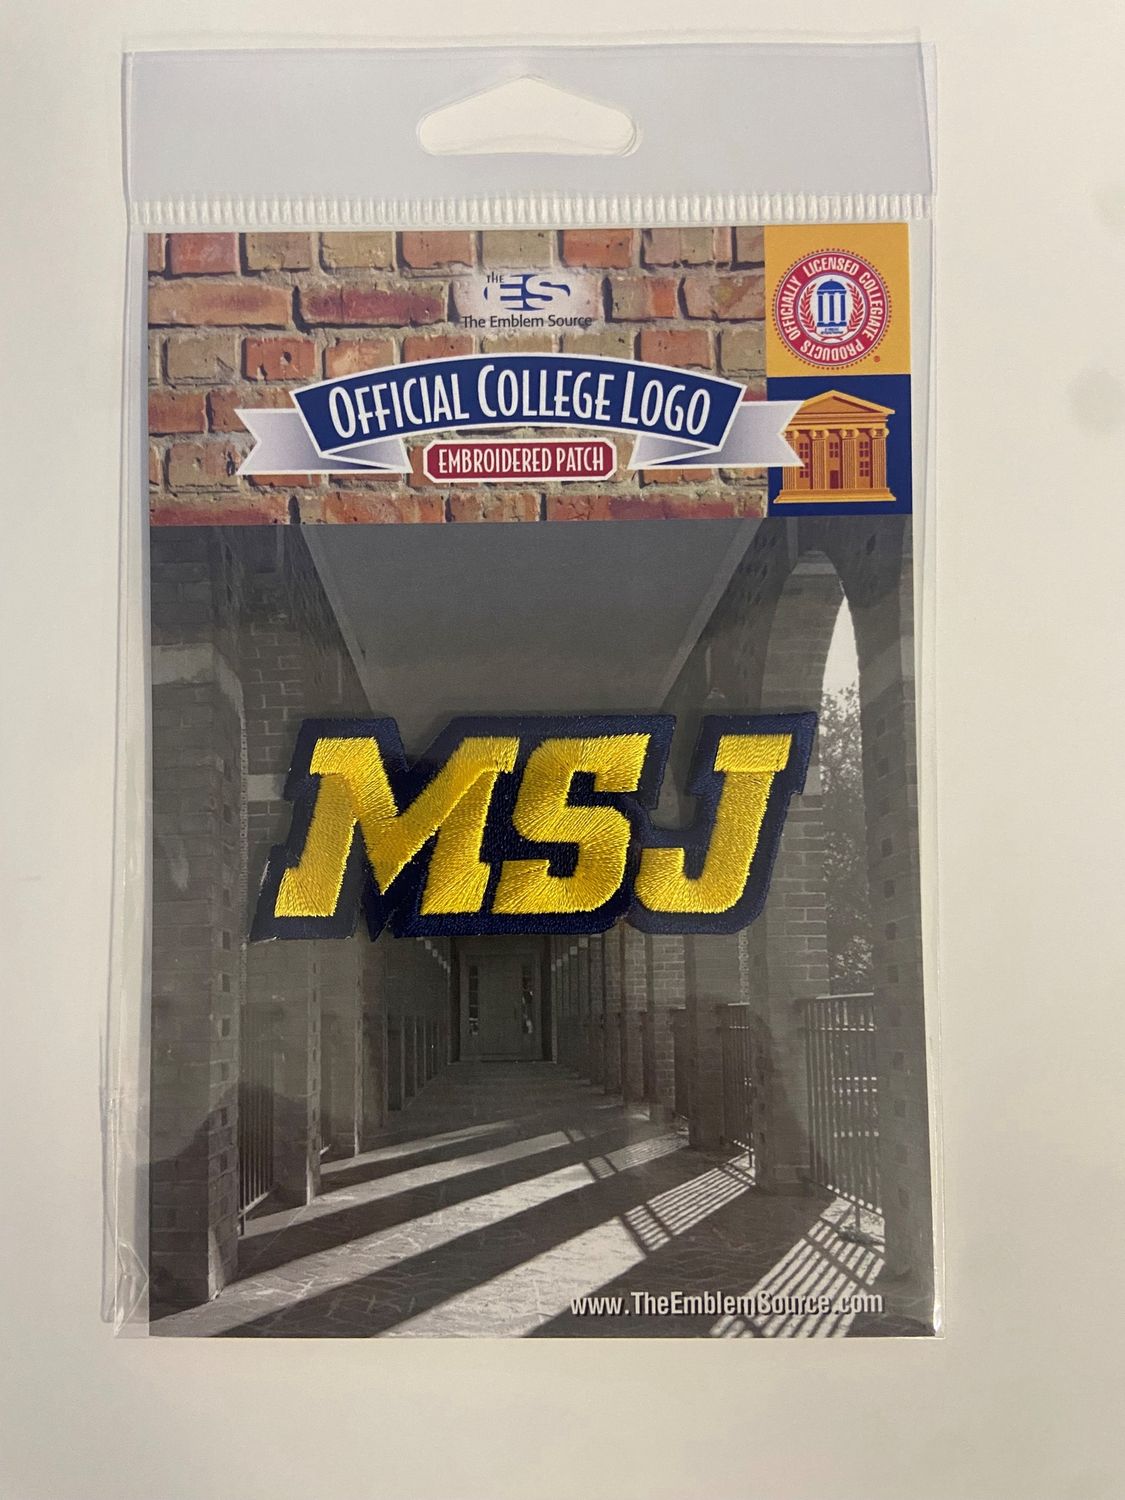 THE
ES
The Emblem Source
OFFICIALLY LICENSED COLLEGIATE PRODUCTS
®
OFFICIAL COLLEGE LOGO
EMBROIDERED PATCH
MSJ
www.TheEmblemSource.com